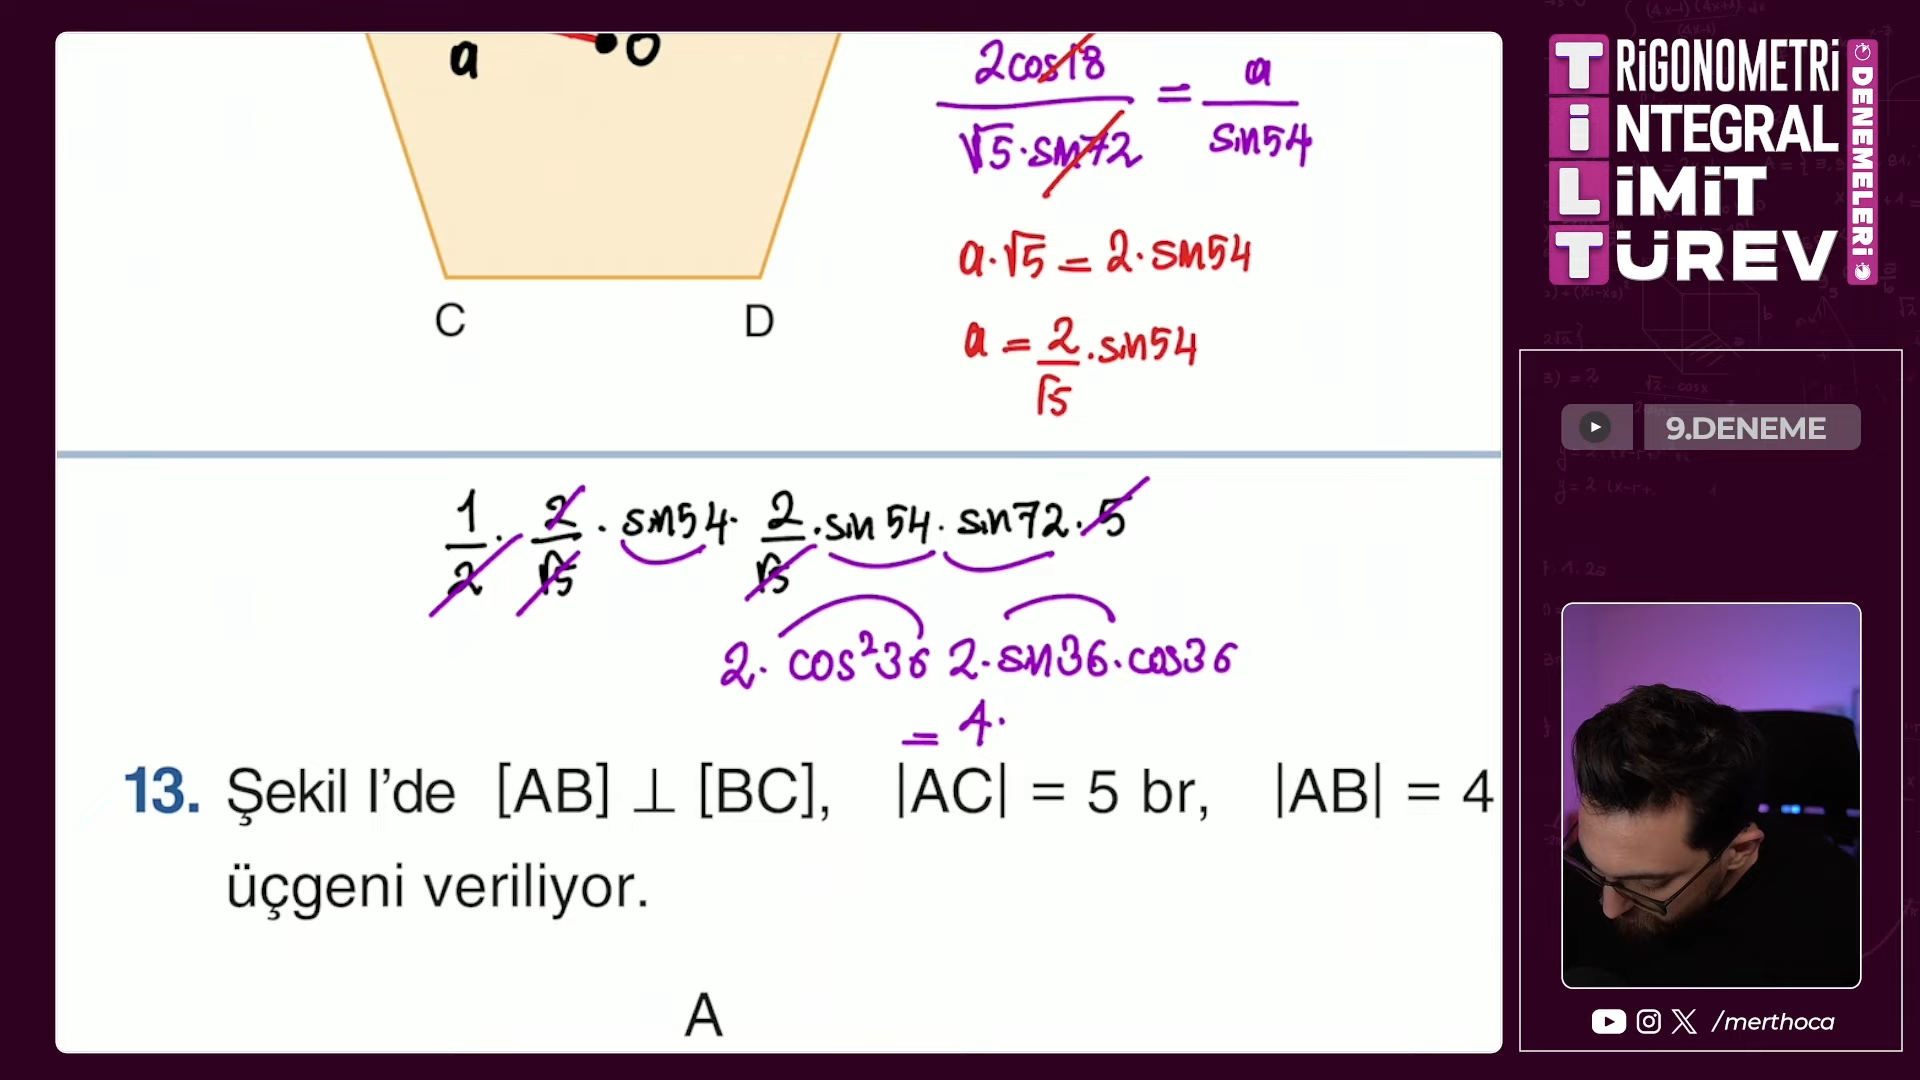 a
O
C
D
2cos18 / √5·sin72 = a / sin54
a·√5 = 2·sin54
a = 2/√5 ·sin54
1/2 · 2/√5 · sin54 · 2/√5 · sin54 · sin72 · 5
2· cos²36 2·sin36·cos36
= 4·
13. Şekil I’de [AB] ⊥ [BC], |AC| = 5 br, |AB| = 4
üçgeni veriliyor.
A
TRiGONOMETRi
iNTEGRAL
LiMiT
TÜREV
DENEMELERi
9.DENEME
/merthoca